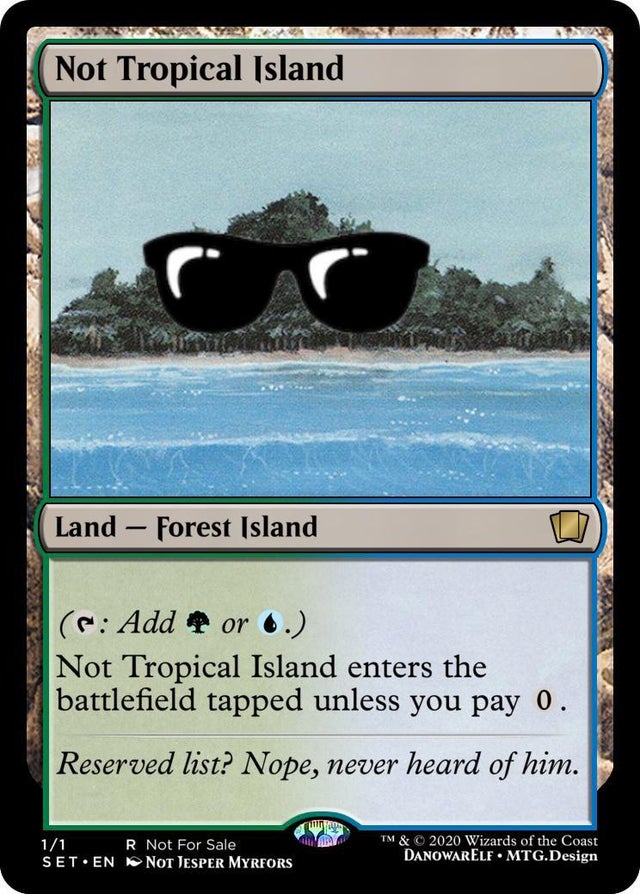 Not Tropical Island
Land — Forest Island
(: Add or .)
Not Tropical Island enters the
battlefield tapped unless you pay 0.
Reserved list? Nope, never heard of him.
1/1 R Not For Sale
SET • EN Not Jesper Myrfors
™ & © 2020 Wizards of the Coast
DanowarElf • MTG.Design